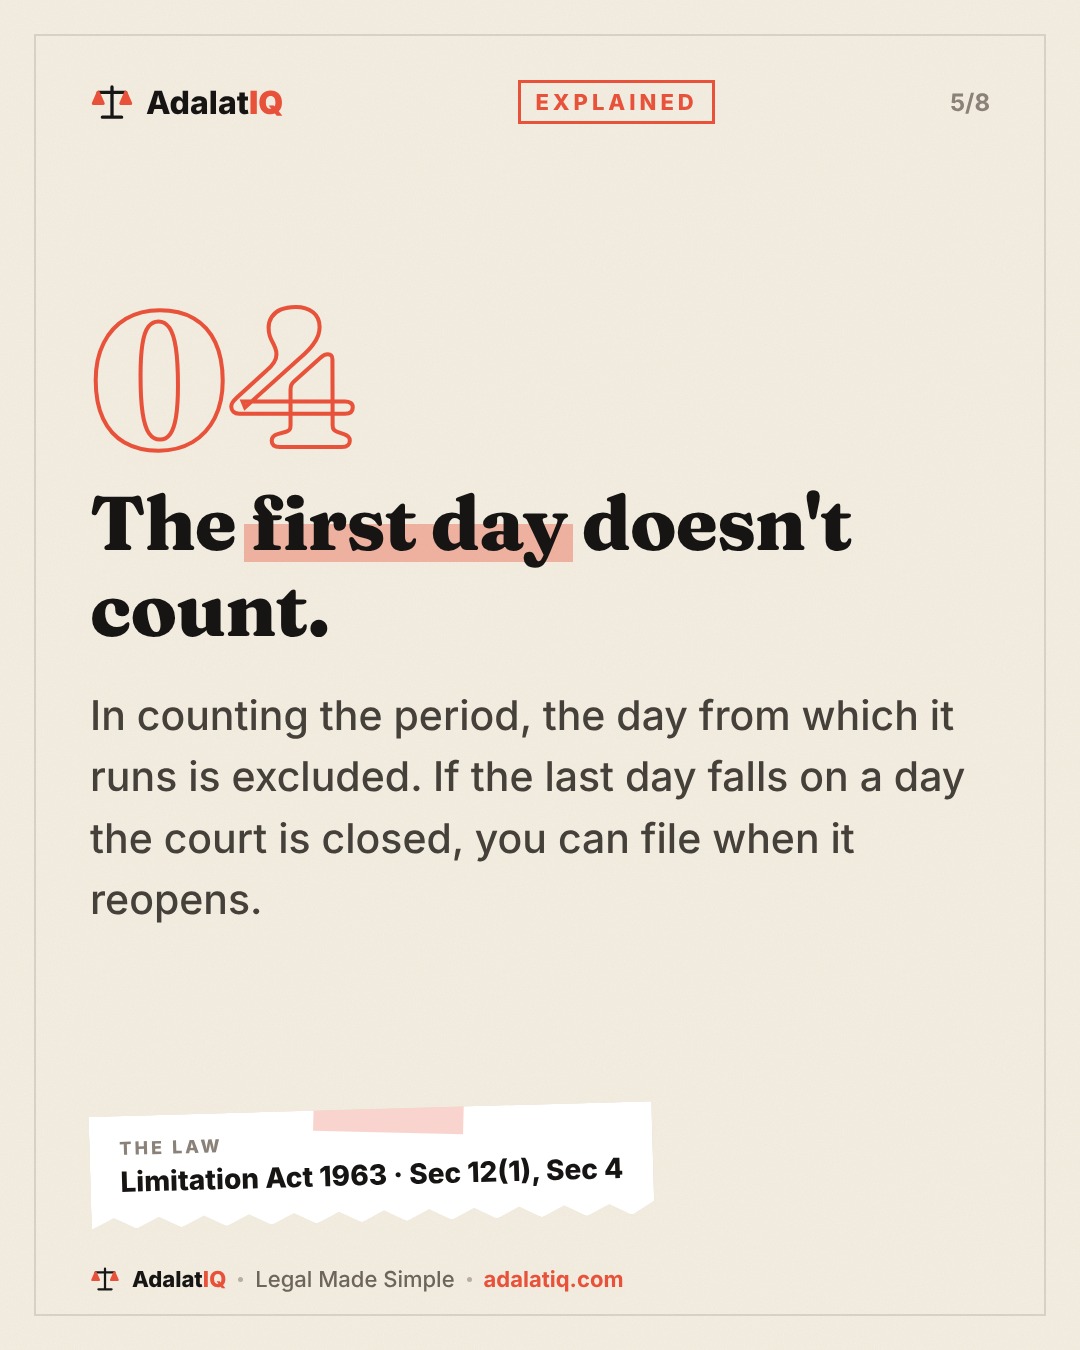 AdalatIQ
EXPLAINED
5/8
04
The first day doesn't
count.
In counting the period, the day from which it
runs is excluded. If the last day falls on a day
the court is closed, you can file when it
reopens.
THE LAW
Limitation Act 1963 · Sec 12(1), Sec 4
AdalatIQ • Legal Made Simple • adalatiq.com